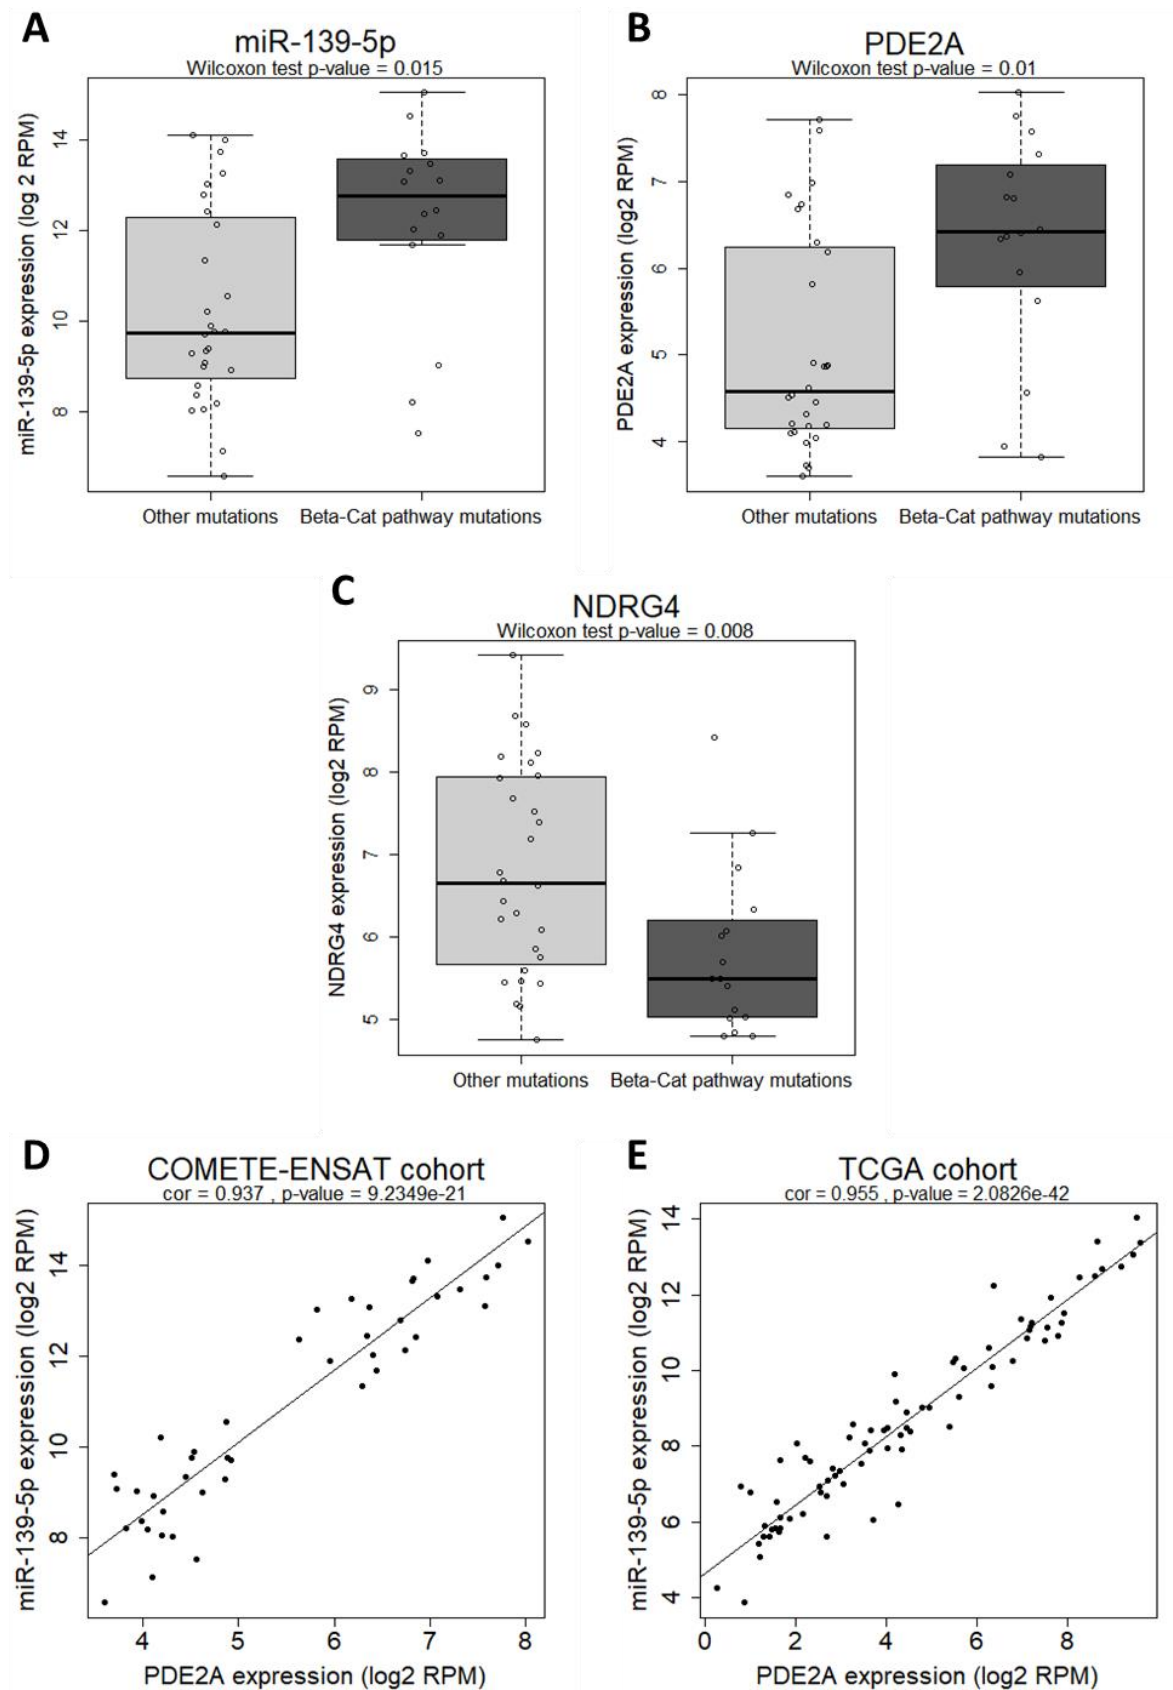 A
miR-139-5p
Wilcoxon test p-value = 0.015
miR-139-5p expression (log 2 RPM)
14
12
10
8
Other mutations
Beta-Cat pathway mutations
B
PDE2A
Wilcoxon test p-value = 0.01
PDE2A expression (log2 RPM)
8
7
6
5
4
Other mutations
Beta-Cat pathway mutations
C
NDRG4
Wilcoxon test p-value = 0.008
NDRG4 expression (log2 RPM)
9
8
7
6
5
Other mutations
Beta-Cat pathway mutations
D
COMETE-ENSAT cohort
cor = 0.937 , p-value = 9.2349e-21
miR-139-5p expression (log2 RPM)
14
12
10
8
4 5 6 7 8
PDE2A expression (log2 RPM)
E
TCGA cohort
cor = 0.955 , p-value = 2.0826e-42
miR-139-5p expression (log2 RPM)
14
12
10
8
6
4
0 2 4 6 8
PDE2A expression (log2 RPM)